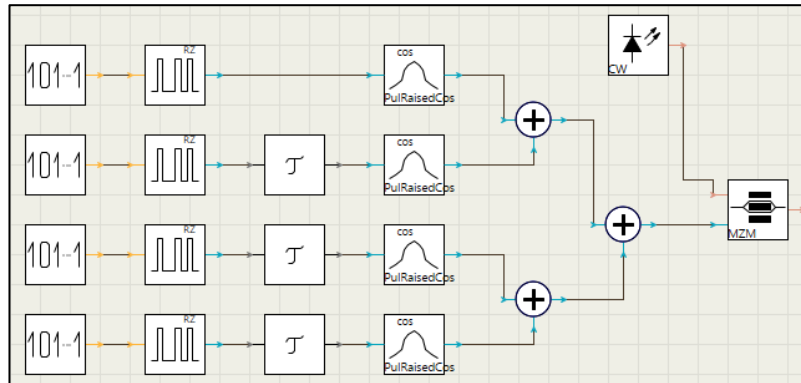 CW
101···1
RZ
cos
PulRaisedCos
+
101···1
RZ
τ
cos
PulRaisedCos
MZM
101···1
RZ
τ
cos
PulRaisedCos
+
101···1
RZ
τ
cos
PulRaisedCos
+